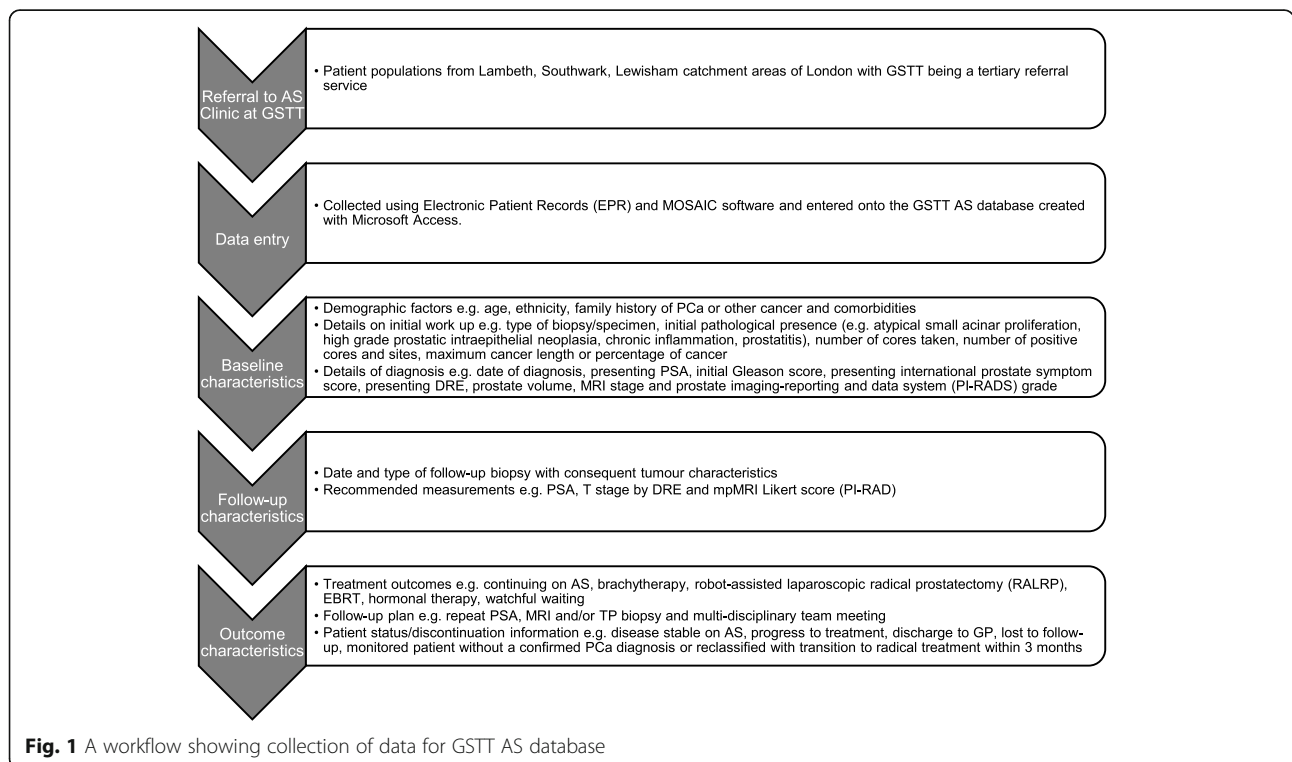 Referral to AS
Clinic at GSTT
• Patient populations from Lambeth, Southwark, Lewisham catchment areas of London with GSTT being a tertiary referral
service
Data entry
• Collected using Electronic Patient Records (EPR) and MOSAIC software and entered onto the GSTT AS database created
with Microsoft Access.
Baseline
characteristics
• Demographic factors e.g. age, ethnicity, family history of PCa or other cancer and comorbidities
• Details on initial work up e.g. type of biopsy/specimen, initial pathological presence (e.g. atypical small acinar proliferation,
high grade prostatic intraepithelial neoplasia, chronic inflammation, prostatitis), number of cores taken, number of positive
cores and sites, maximum cancer length or percentage of cancer
• Details of diagnosis e.g. date of diagnosis, presenting PSA, initial Gleason score, presenting international prostate symptom
score, presenting DRE, prostate volume, MRI stage and prostate imaging-reporting and data system (PI-RADS) grade
Follow-up
characteristics
• Date and type of follow-up biopsy with consequent tumour characteristics
• Recommended measurements e.g. PSA, T stage by DRE and mpMRI Likert score (PI-RAD)
Outcome
characteristics
• Treatment outcomes e.g. continuing on AS, brachytherapy, robot-assisted laparoscopic radical prostatectomy (RALRP),
EBRT, hormonal therapy, watchful waiting
• Follow-up plan e.g. repeat PSA, MRI and/or TP biopsy and multi-disciplinary team meeting
• Patient status/discontinuation information e.g. disease stable on AS, progress to treatment, discharge to GP, lost to follow-
up, monitored patient without a confirmed PCa diagnosis or reclassified with transition to radical treatment within 3 months
Fig. 1 A workflow showing collection of data for GSTT AS database